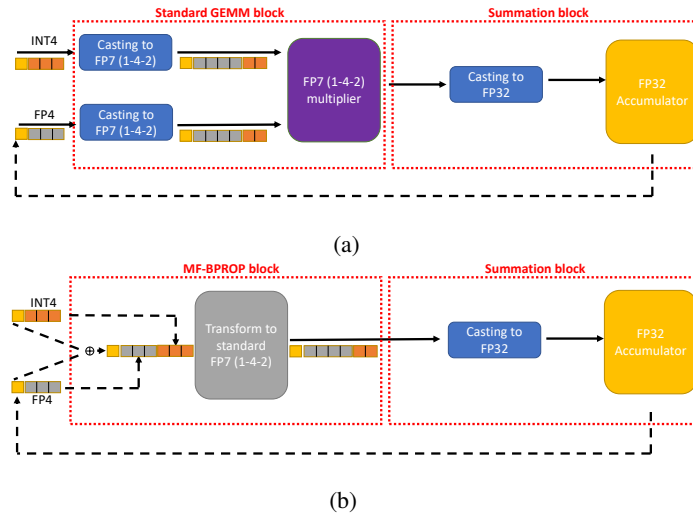 Standard GEMM block
Summation block
INT4
Casting to
FP7 (1-4-2)
FP4
Casting to
FP7 (1-4-2)
FP7 (1-4-2)
multiplier
Casting to
FP32
FP32
Accumulator
(a)
MF-BPROP block
Summation block
INT4
⊕
FP4
Transform to
standard
FP7 (1-4-2)
Casting to
FP32
FP32
Accumulator
(b)